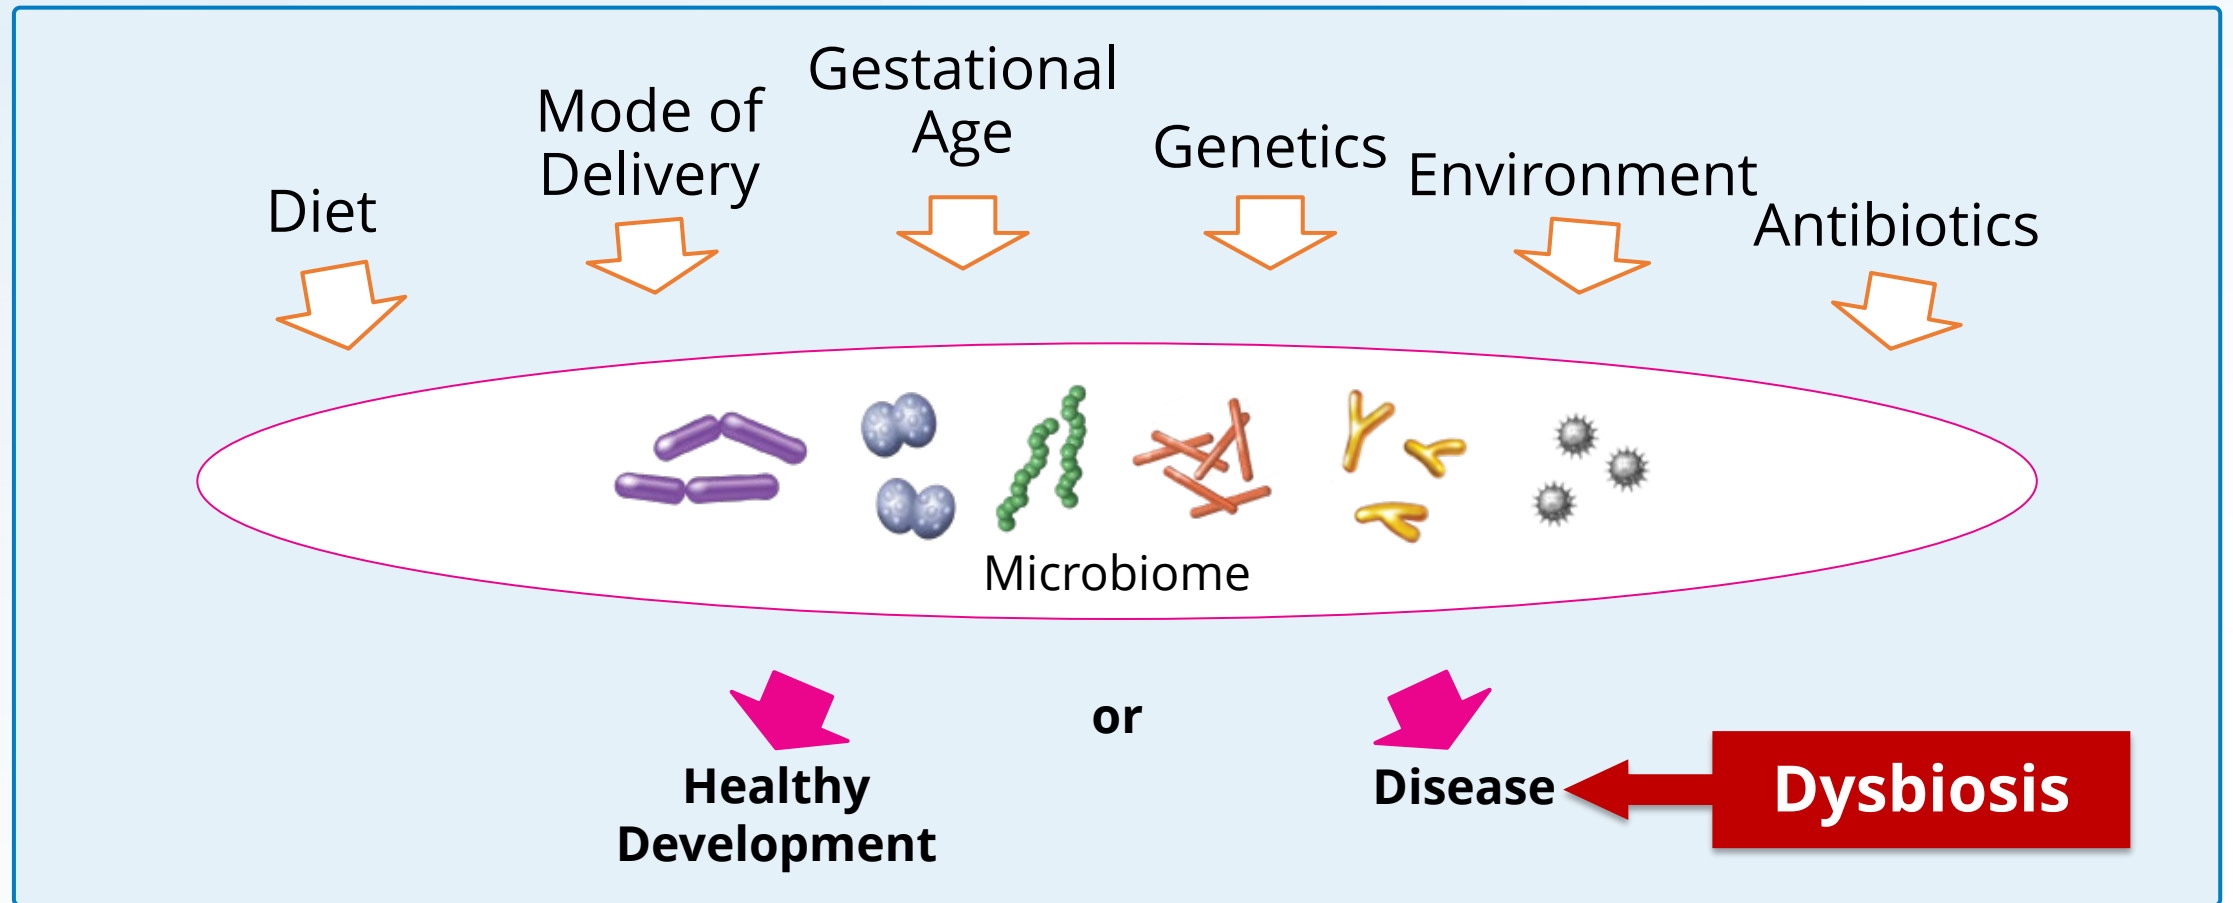 Diet
Mode of
Delivery
Gestational
Age
Genetics
Environment
Antibiotics
Microbiome
or
Healthy
Development
Disease
Dysbiosis